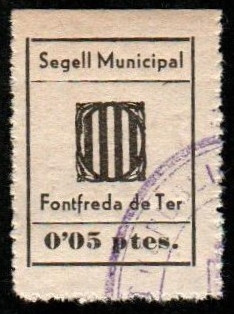 Segell Municipal
Fontfreda de Ter
0'05 ptes.